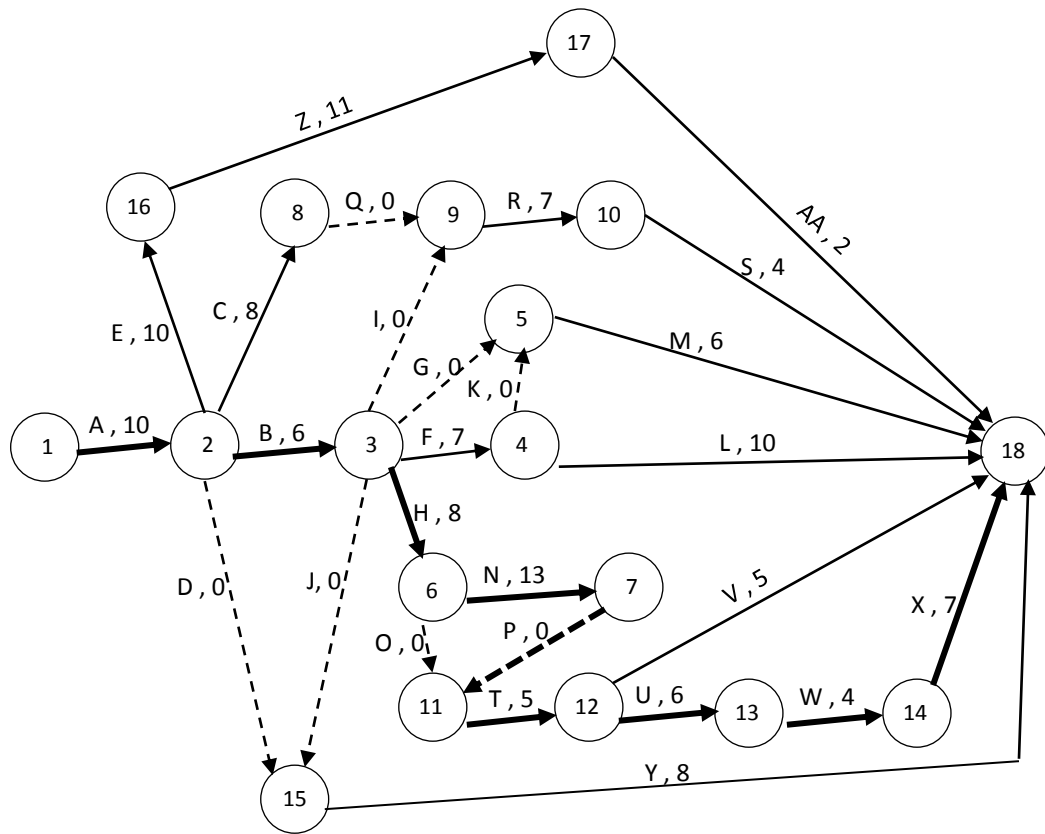 17
Z , 11
16
8
Q , 0
9
R , 7
10
AA , 2
S , 4
E , 10
C , 8
I, 0
5
G , 0
K , 0
M , 6
1
A , 10
2
B , 6
3
F , 7
4
L , 10
18
H , 8
D , 0
J, 0
6
N , 13
7
O , 0
P , 0
V , 5
X , 7
11
T , 5
12
U , 6
13
W , 4
14
15
Y , 8